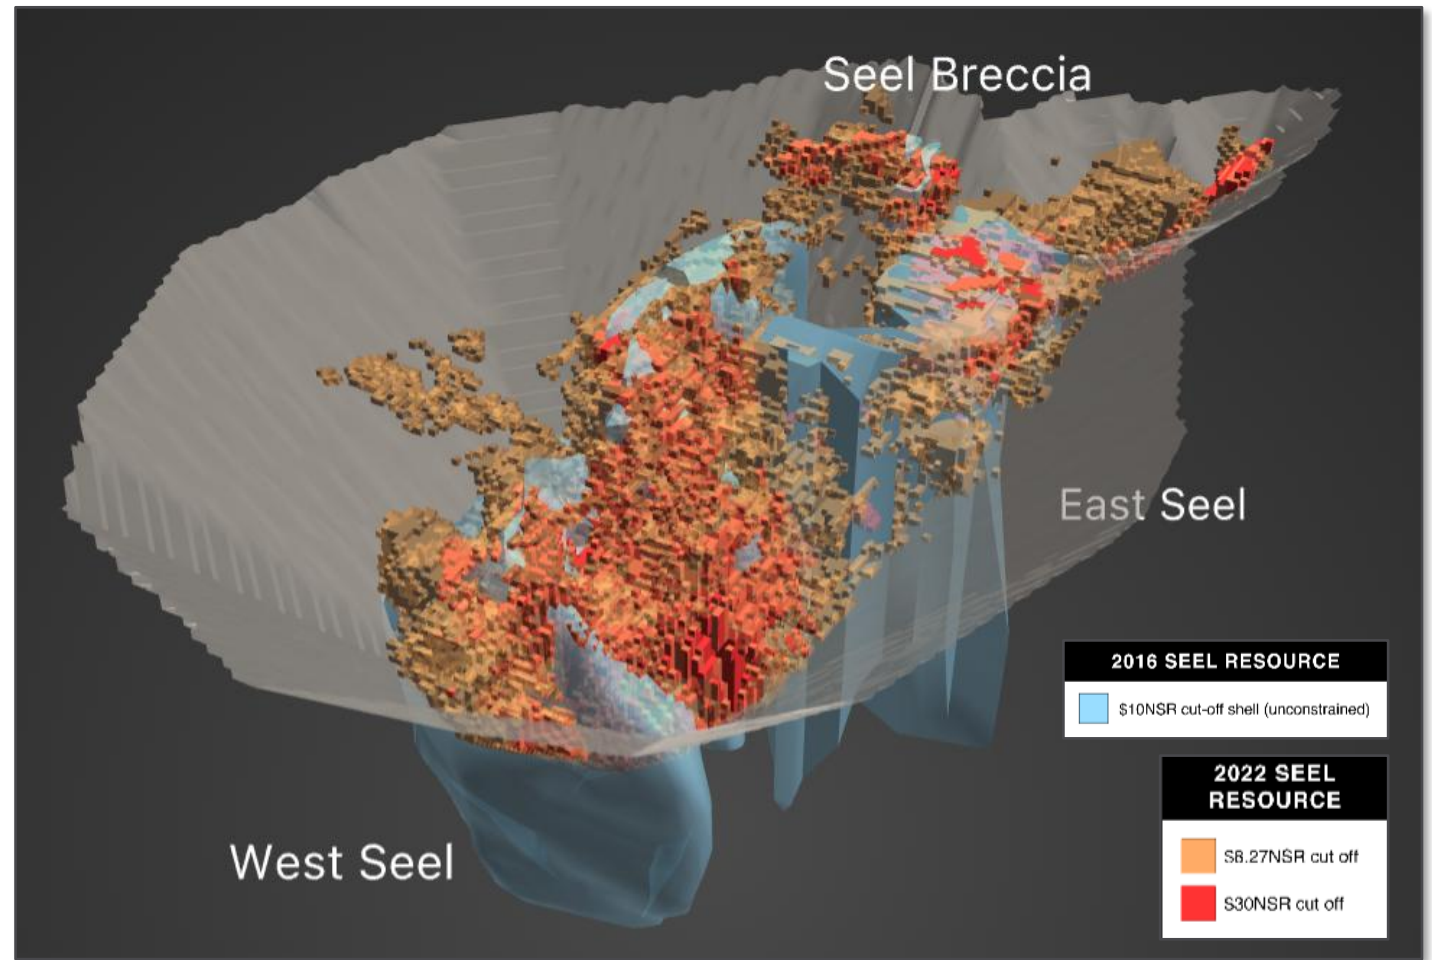 Seel Breccia
East Seel
2016 SEEL RESOURCE
$10NSR cut-off shell (unconstrained)
2022 SEEL
RESOURCE
$8.27NSR cut off
$30NSR cut off
West Seel